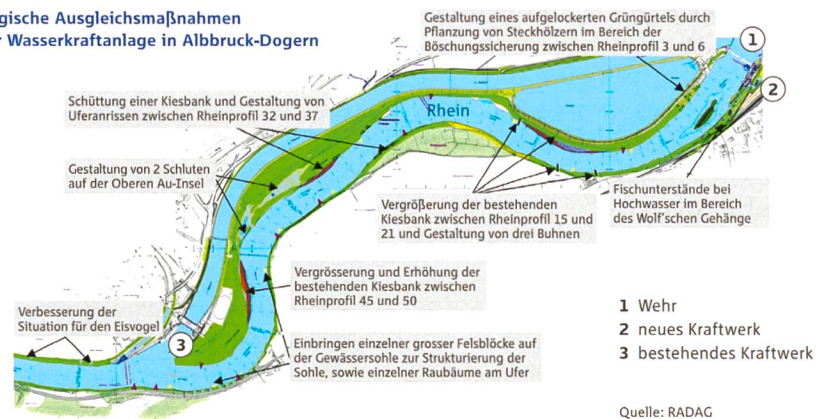 gische Ausgleichsmaßnahmen
r Wasserkraftanlage in Albbruck-Dogern
Gestaltung eines aufgelockerten Grüngürtels durch
Pflanzung von Steckhölzern im Bereich der
Böschungssicherung zwischen Rheinprofil 3 und 6
1
2
Schüttung einer Kiesbank und Gestaltung von
Uferanrissen zwischen Rheinprofil 32 und 37
Rhein
Gestaltung von 2 Schluten
auf der Oberen Au-Insel
Vergrößerung der bestehenden
Kiesbank zwischen Rheinprofil 15 und
21 und Gestaltung von drei Buhnen
Fischunterstände bei
Hochwasser im Bereich
des Wolf'schen Gehänge
Vergrösserung und Erhöhung der
bestehenden Kiesbank zwischen
Rheinprofil 45 und 50
Verbesserung der
Situation für den Eisvogel
3
Einbringen einzelner grosser Felsblöcke auf
der Gewässersohle zur Strukturierung der
Sohle, sowie einzelner Raubäume am Ufer
1 Wehr
2 neues Kraftwerk
3 bestehendes Kraftwerk
Quelle: RADAG